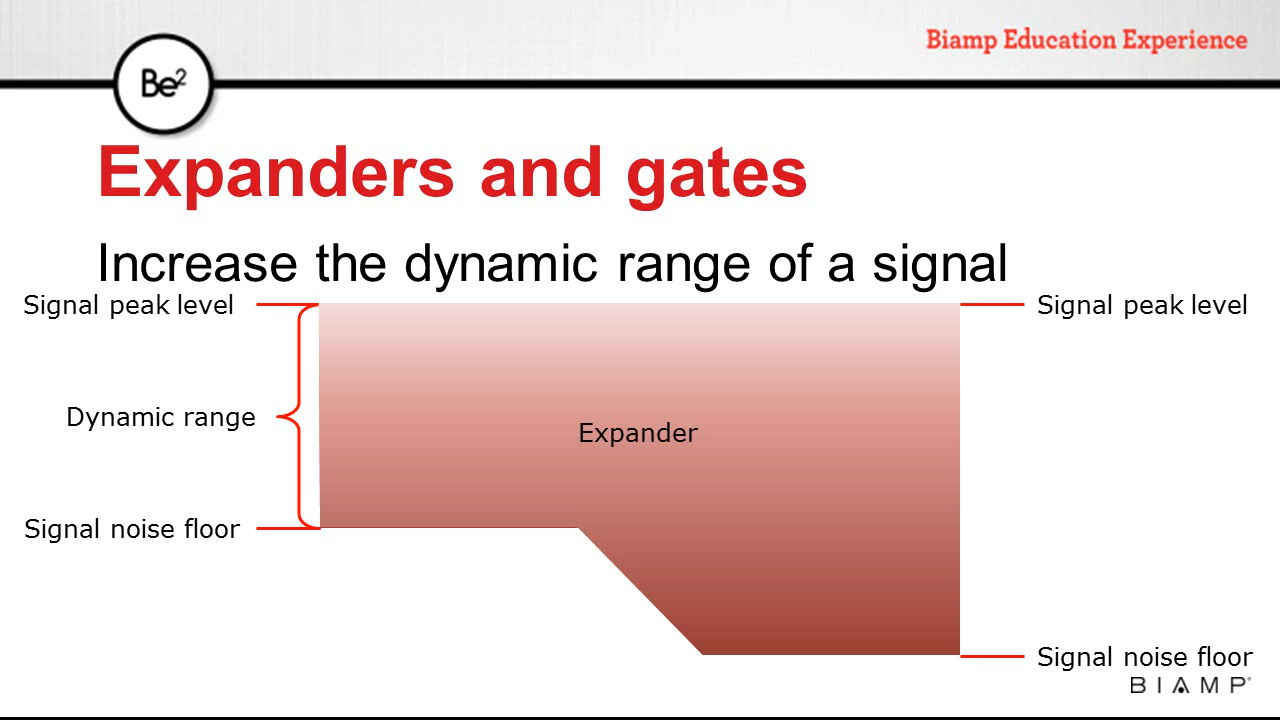 Biamp Education Experience
Be²
Expanders and gates
Increase the dynamic range of a signal
Signal peak level
Signal peak level
Dynamic range
Expander
Signal noise floor
Signal noise floor
BIAMP